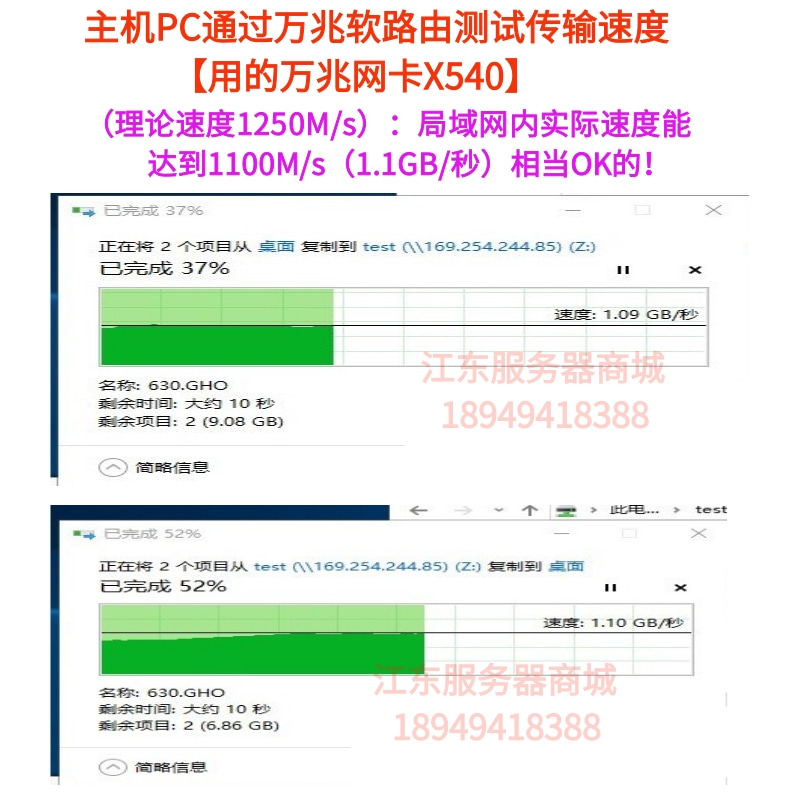 主机PC通过万兆软路由测试传输速度
【用的万兆网卡X540】
（理论速度1250M/s）：局域网内实际速度能
达到1100M/s（1.1GB/秒）相当OK的！
已完成 37%
正在将 2 个项目从 桌面 复制到 test (\\169.254.244.85) (Z:)
已完成 37%
速度: 1.09 GB/秒
江东服务器商城
18949418388
名称: 630.GHO
剩余时间: 大约 10 秒
剩余项目: 2 (9.08 GB)
简略信息
此电... > test
已完成 52%
正在将 2 个项目从 test (\\169.254.244.85) (Z:) 复制到 桌面
已完成 52%
速度: 1.10 GB/秒
江东服务器商城
18949418388
名称: 630.GHO
剩余时间: 大约 10 秒
剩余项目: 2 (6.86 GB)
简略信息